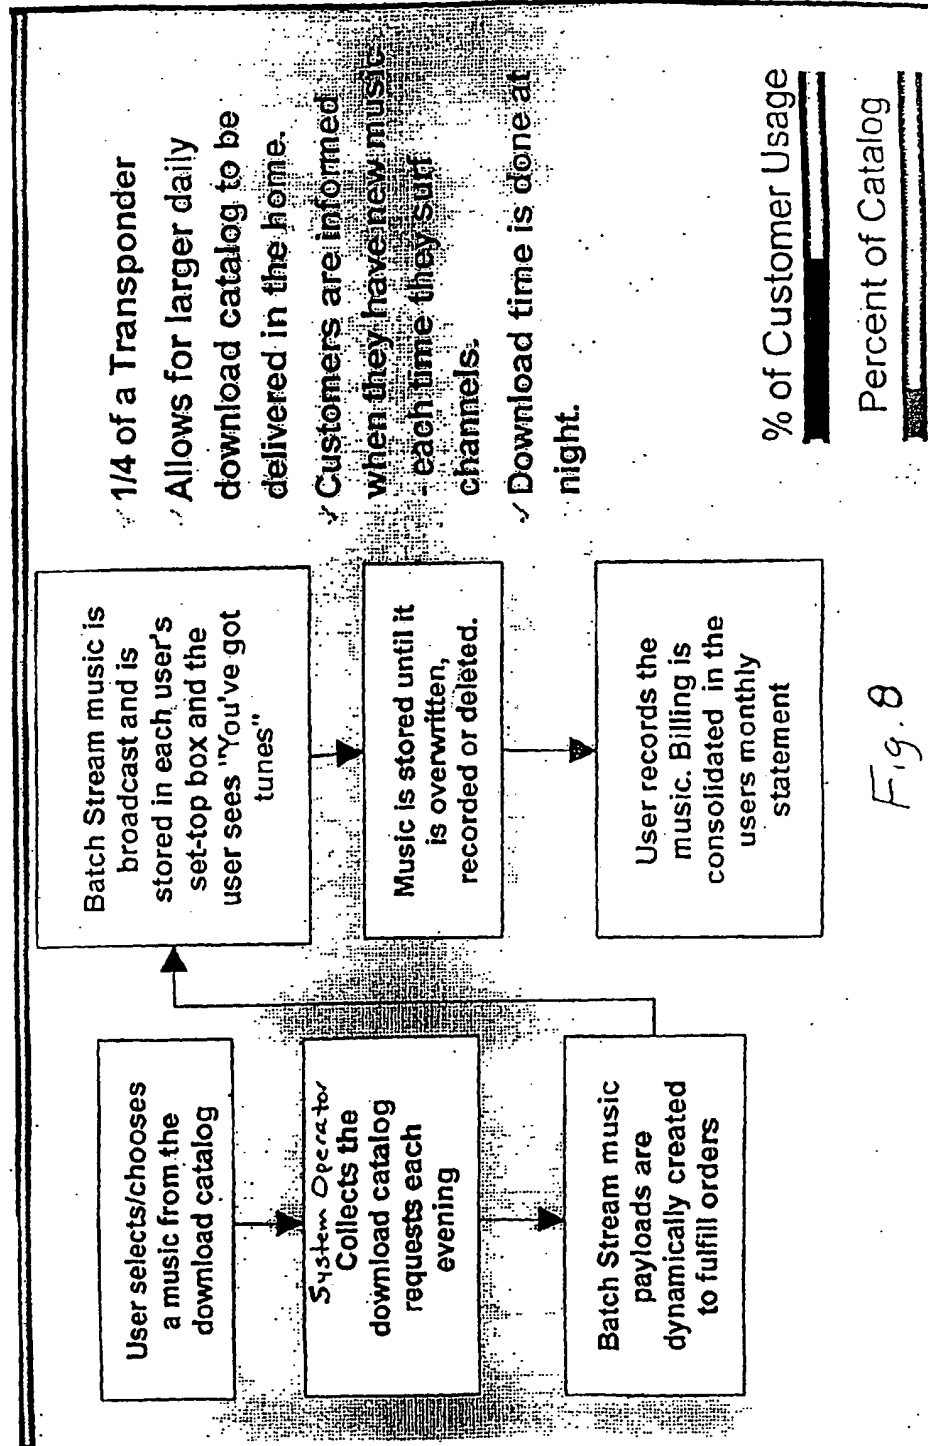 User selects/chooses
a music from the
download catalog
System Operator
Collects the
download catalog
requests each
evening
Batch Stream music
payloads are
dynamically created
to fulfill orders
Batch Stream music is
broadcast and is
stored in each user's
set-top box and the
user sees "You've got
tunes"
Music is stored until it
is overwritten,
recorded or deleted.
User records the
music. Billing is
consolidated in the
users monthly
statement
✓ 1/4 of a Transponder
✓ Allows for larger daily
download catalog to be
delivered in the home.
✓ Customers are informed
when they have new music
- each time they surf
channels.
✓ Download time is done at
night.
% of Customer Usage
Percent of Catalog
Fig. 8